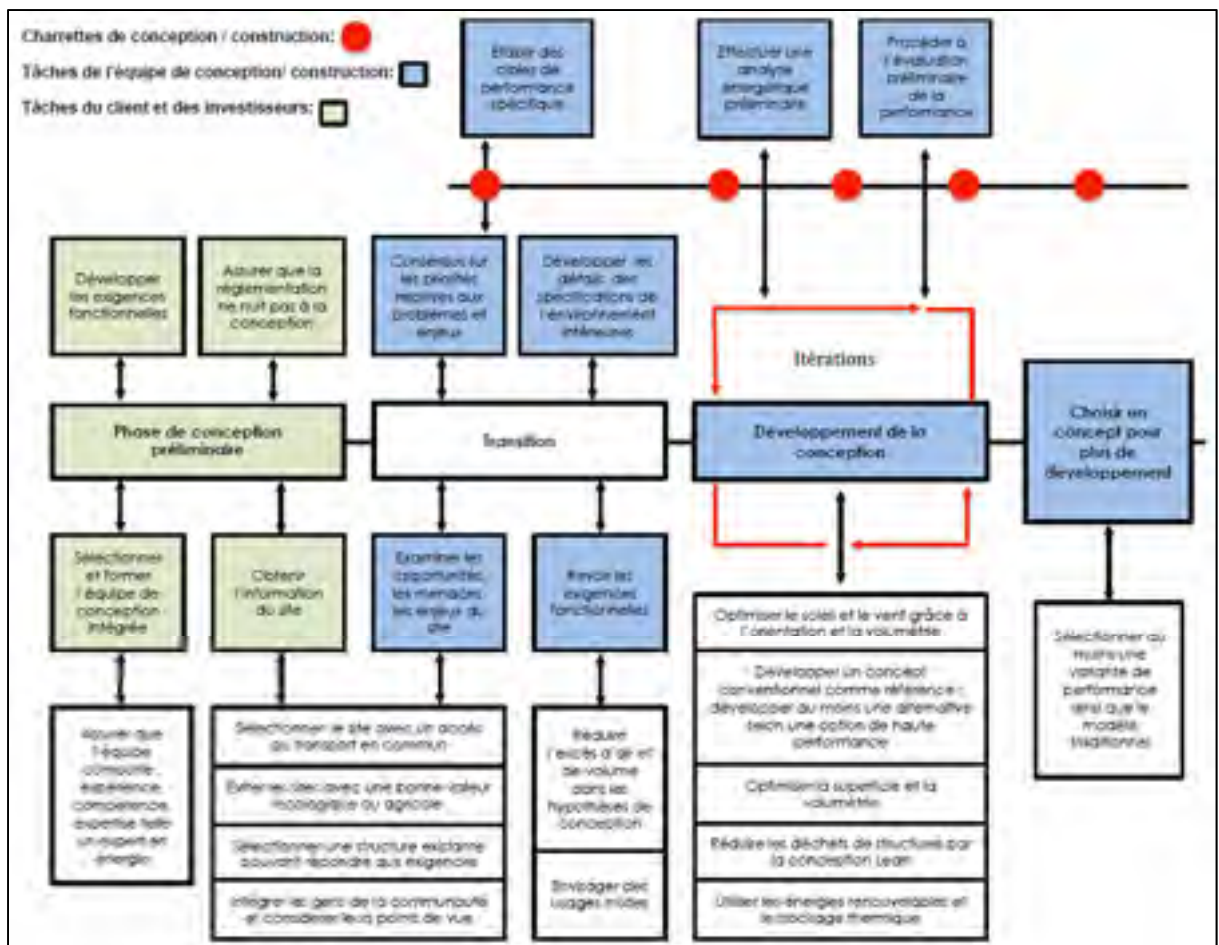 Charrettes de conception / construction:
Tâches de l'équipe de conception/ construction:
Tâches du client et des investisseurs:
Etablir des
cibles de
performance
spécifique
Effectuer une
analyse
énergétique
préliminaire
Procéder à
l'évaluation
préliminaire
de la
performance
Développer
les exigences
fonctionnelles
Assurer que la
réglementation
ne nuit pas à la
conception
Consensus sur
les priorités
relatives aux
problèmes et
enjeux
Développer les
détails des
spécifications de
l'environnement
intérieures
Itérations
Phase de conception
préliminaire
Transition
Développement de la
conception
Choisir un
concept pour
plus de
developpement
Sélectionner
et former
l'équipe de
conception
intégrée
Obtenir
l'information
du site
Examiner les
opportunités,
les menaces,
les enjeux du
site
Revoir les
exigences
fonctionnelles
Assurer que
l'équipe
comporte
expérience,
compétence,
expertise telle
un expert en
énergie
Sélectionner le site avec un accès
au transport en commun
Eviter les sites avec une bonne valeur
écologique ou agricole
Sélectionner une structure existante
pouvant répondre aux exigences
Intégrer les gens de la communauté
et considérer leurs point de vue
Réduire
l'excès d'air et
de volume
dans les
hypothèses de
conception
Envisager des
usages mixtes
Optimiser le soleil et le vent grâce à
l'orientation et la volumétrie
Développer un concept
conventionnel comme référence ;
développer au moins une alternative
selon une option de haute
performance
Optimiser la superficie et la
volumétrie
Réduire les déchets de structures par
la conception Lean
Utiliser les énergies renouvelables et
le stockage thermique
Sélectionner au
moins une
variante de
performance
ainsi que le
modèle
traditionnel